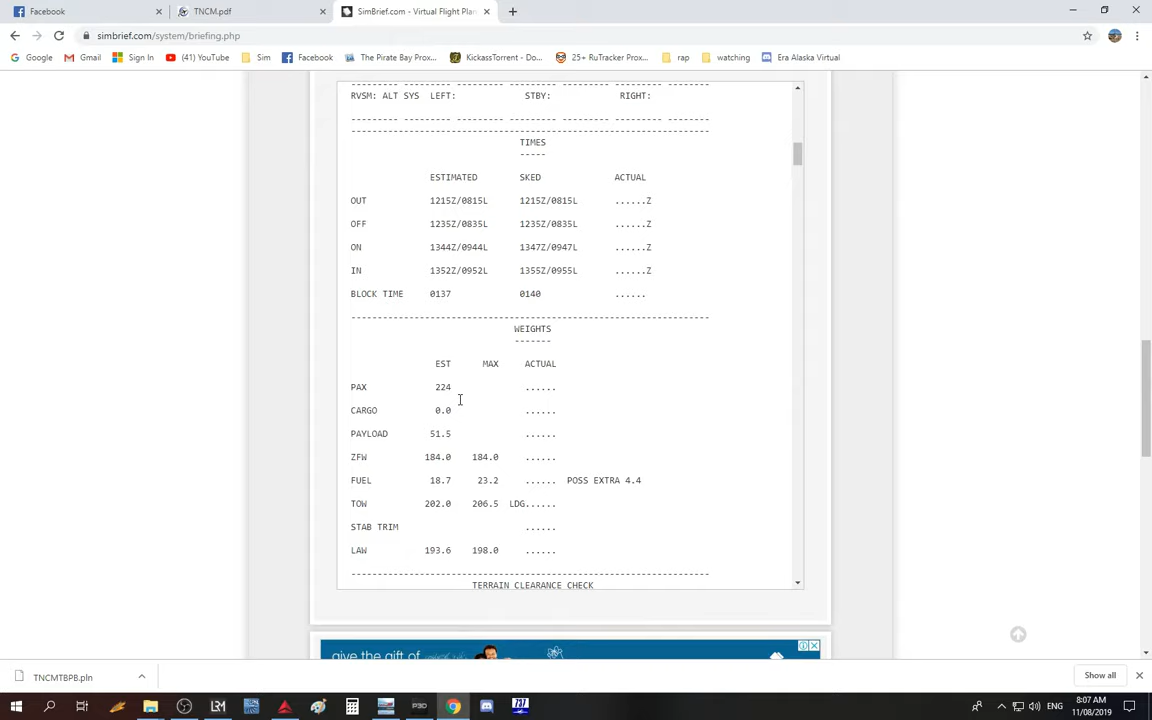 Facebook
TNCM.pdf
SimBrief.com - Virtual Flight Plan
simbrief.com/system/briefing.php
Google
Gmail
Sign In
(41) YouTube
Sim
Facebook
The Pirate Bay Prox...
KickassTorrent - Do...
25+ RuTracker Prox...
rap
watching
Era Alaska Virtual
RVSM: ALT SYS LEFT: STBY: RIGHT:
TIMES
ESTIMATED SKED ACTUAL
OUT 1215Z/0815L 1215Z/0815L ......Z
OFF 1235Z/0835L 1235Z/0835L ......Z
ON 1344Z/0944L 1347Z/0947L ......Z
IN 1352Z/0952L 1355Z/0955L ......Z
BLOCK TIME 0137 0140 ......
WEIGHTS
EST MAX ACTUAL
PAX 224 ......
CARGO 0.0 ......
PAYLOAD 51.5 ......
ZFW 184.0 184.0 ......
FUEL 18.7 23.2 ...... POSS EXTRA 4.4
TOW 202.0 206.5 LDG......
STAB TRIM ......
LAW 193.6 198.0 ......
TERRAIN CLEARANCE CHECK
give the gift of
TNCMTBPB.pln
Show all
P3D
ENG
8:07 AM
11/08/2019